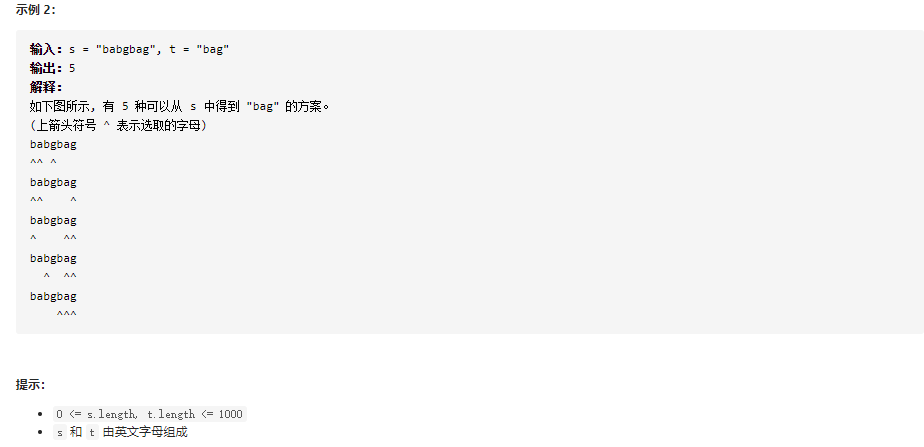 示例 2：
输入：s = "babgbag", t = "bag"
输出：5
解释：
如下图所示, 有 5 种可以从 s 中得到 "bag" 的方案。
(上箭头符号 ^ 表示选取的字母)
babgbag
^^ ^
babgbag
^^    ^
babgbag
^    ^^
babgbag
  ^  ^^
babgbag
    ^^^
提示：
• 0 <= s.length, t.length <= 1000
• s 和 t 由英文字母组成